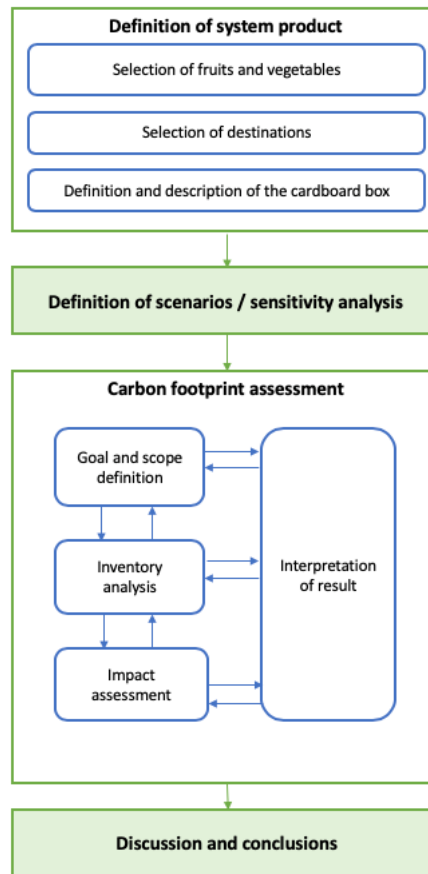 Definition of system product
Selection of fruits and vegetables
Selection of destinations
Definition and description of the cardboard box
Definition of scenarios / sensitivity analysis
Carbon footprint assessment
Goal and scope
definition
Inventory
analysis
Impact
assessment
Interpretation
of result
Discussion and conclusions